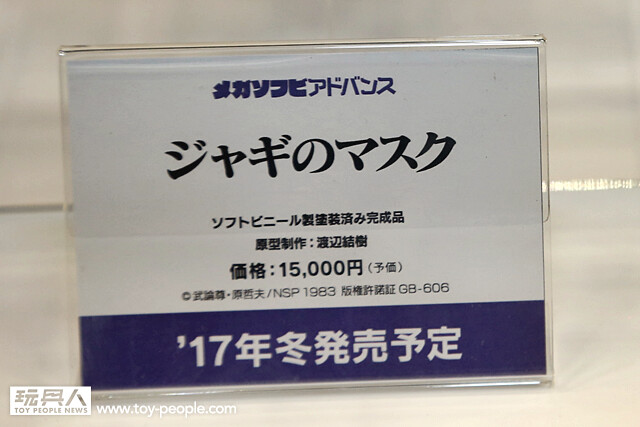 メガソフビアドバンス
ジャギのマスク
ソフトビニール製塗装済み完成品
原型制作：渡辺結樹
価格：15,000円（予価）
©武論尊・原哲夫/NSP 1983 版権許諾証 GB-606
'17年冬発売予定
玩具人
TOY PEOPLE NEWS
www.toy-people.com